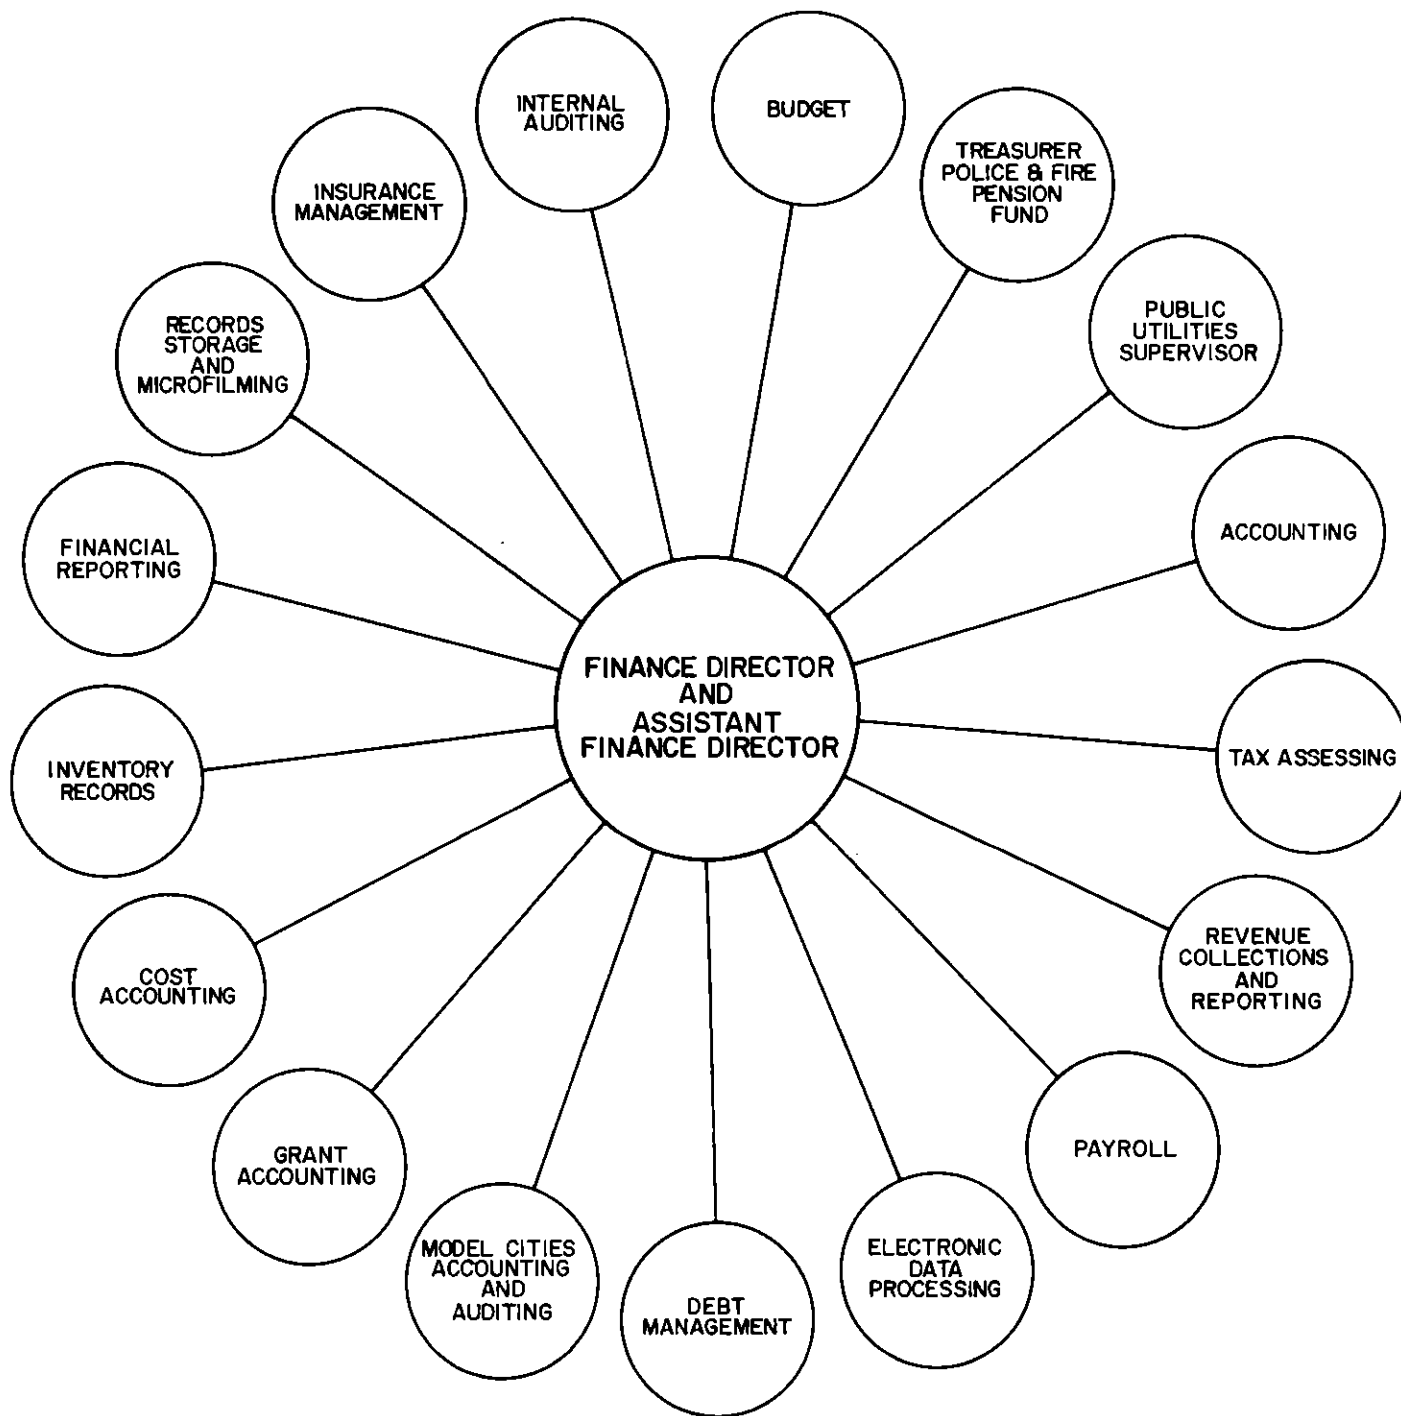 INTERNAL
AUDITING
BUDGET
TREASURER
POLICE & FIRE
PENSION
FUND
INSURANCE
MANAGEMENT
PUBLIC
UTILITIES
SUPERVISOR
RECORDS
STORAGE
AND
MICROFILMING
ACCOUNTING
FINANCIAL
REPORTING
FINANCE DIRECTOR
AND
ASSISTANT
FINANCE DIRECTOR
TAX ASSESSING
INVENTORY
RECORDS
REVENUE
COLLECTIONS
AND
REPORTING
COST
ACCOUNTING
PAYROLL
GRANT
ACCOUNTING
ELECTRONIC
DATA
PROCESSING
MODEL CITIES
ACCOUNTING
AND
AUDITING
DEBT
MANAGEMENT